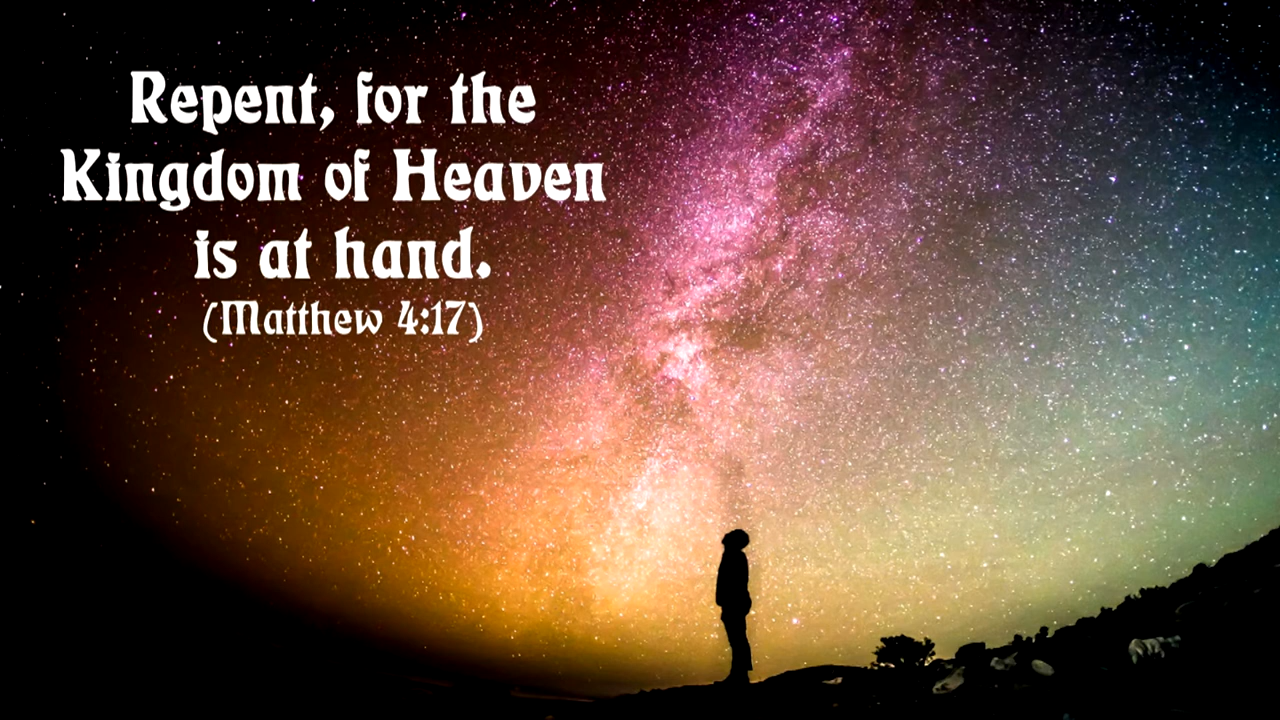 Repent, for the
Kingdom of Heaven
is at hand.
(Matthew 4:17)